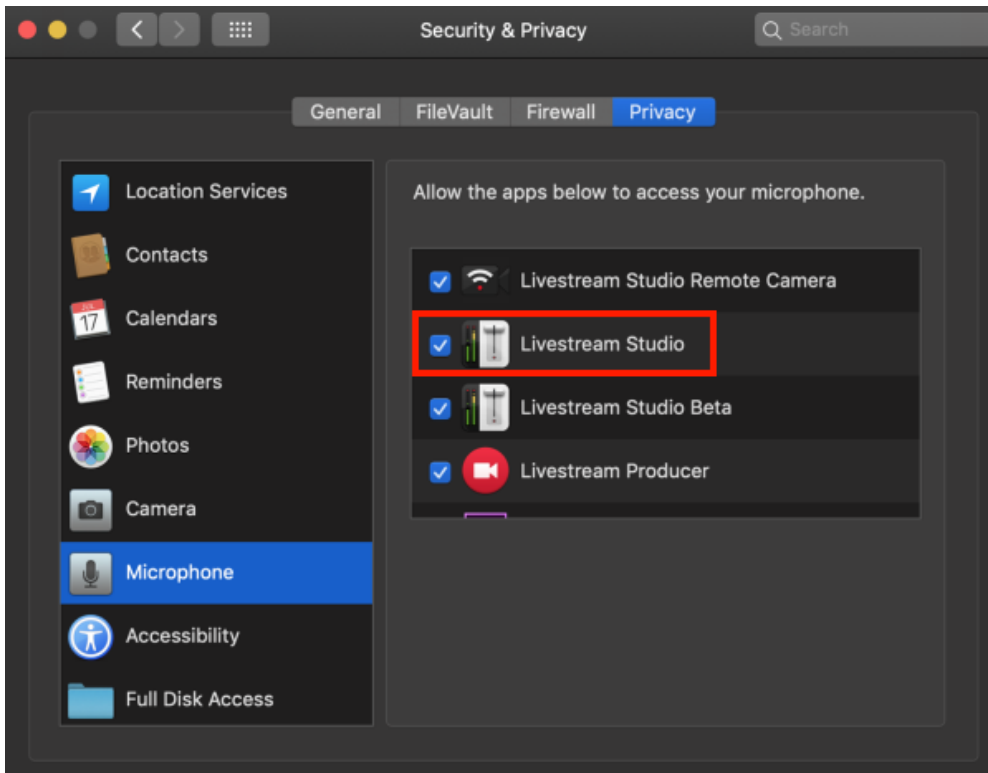 Security & Privacy
Search
General
FileVault
Firewall
Privacy
Location Services
Contacts
JUL
17
Calendars
Reminders
Photos
Camera
Microphone
Accessibility
Full Disk Access
Allow the apps below to access your microphone.
Livestream Studio Remote Camera
Livestream Studio
Livestream Studio Beta
Livestream Producer